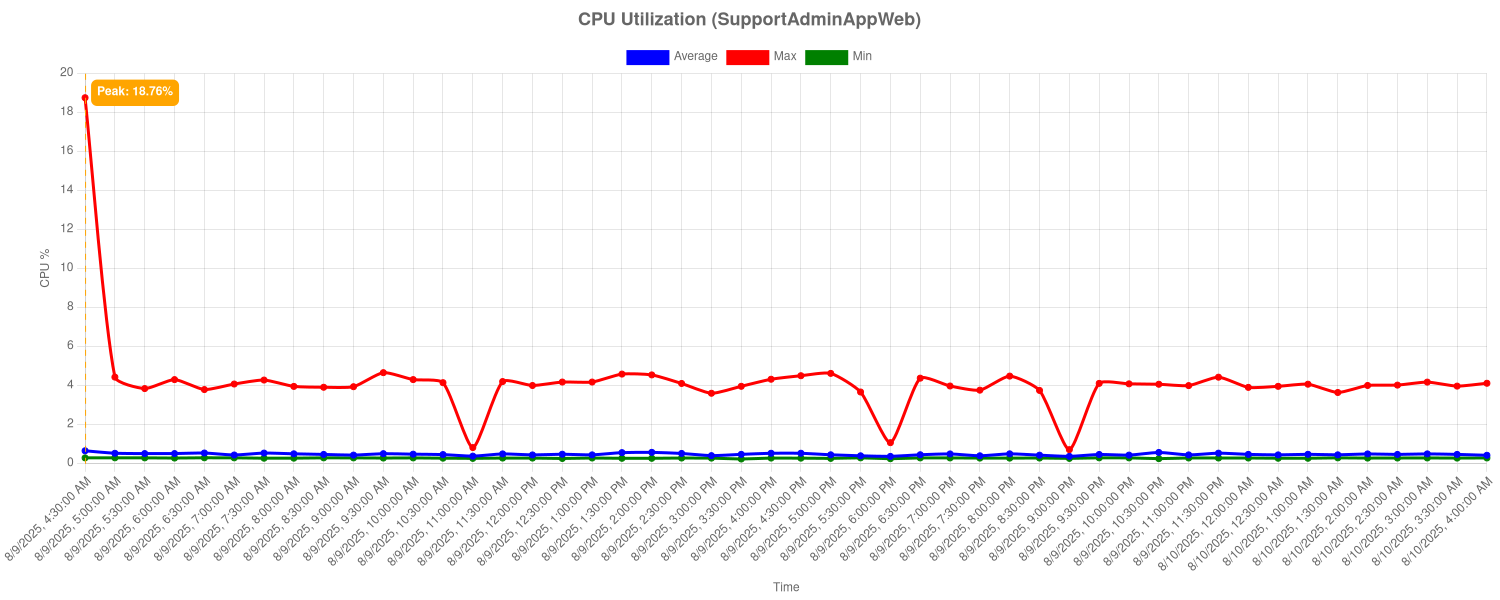 CPU Utilization (SupportAdminAppWeb)
Average Max Min
20
Peak: 18.76%
18
16
14
12
10
8
6
4
2
0
CPU %
8/9/2025, 4:30:00 AM
8/9/2025, 5:00:00 AM
8/9/2025, 5:30:00 AM
8/9/2025, 6:00:00 AM
8/9/2025, 6:30:00 AM
8/9/2025, 7:00:00 AM
8/9/2025, 7:30:00 AM
8/9/2025, 8:00:00 AM
8/9/2025, 8:30:00 AM
8/9/2025, 9:00:00 AM
8/9/2025, 9:30:00 AM
8/9/2025, 10:00:00 AM
8/9/2025, 10:30:00 AM
8/9/2025, 11:00:00 AM
8/9/2025, 11:30:00 AM
8/9/2025, 12:00:00 PM
8/9/2025, 12:30:00 PM
8/9/2025, 1:00:00 PM
8/9/2025, 1:30:00 PM
8/9/2025, 2:00:00 PM
8/9/2025, 2:30:00 PM
8/9/2025, 3:00:00 PM
8/9/2025, 3:30:00 PM
8/9/2025, 4:00:00 PM
8/9/2025, 4:30:00 PM
8/9/2025, 5:00:00 PM
8/9/2025, 5:30:00 PM
8/9/2025, 6:00:00 PM
8/9/2025, 6:30:00 PM
8/9/2025, 7:00:00 PM
8/9/2025, 7:30:00 PM
8/9/2025, 8:00:00 PM
8/9/2025, 8:30:00 PM
8/9/2025, 9:00:00 PM
8/9/2025, 9:30:00 PM
8/9/2025, 10:00:00 PM
8/9/2025, 10:30:00 PM
8/9/2025, 11:00:00 PM
8/9/2025, 11:30:00 PM
8/10/2025, 12:00:00 AM
8/10/2025, 12:30:00 AM
8/10/2025, 1:00:00 AM
8/10/2025, 1:30:00 AM
8/10/2025, 2:00:00 AM
8/10/2025, 2:30:00 AM
8/10/2025, 3:00:00 AM
8/10/2025, 3:30:00 AM
8/10/2025, 4:00:00 AM
Time